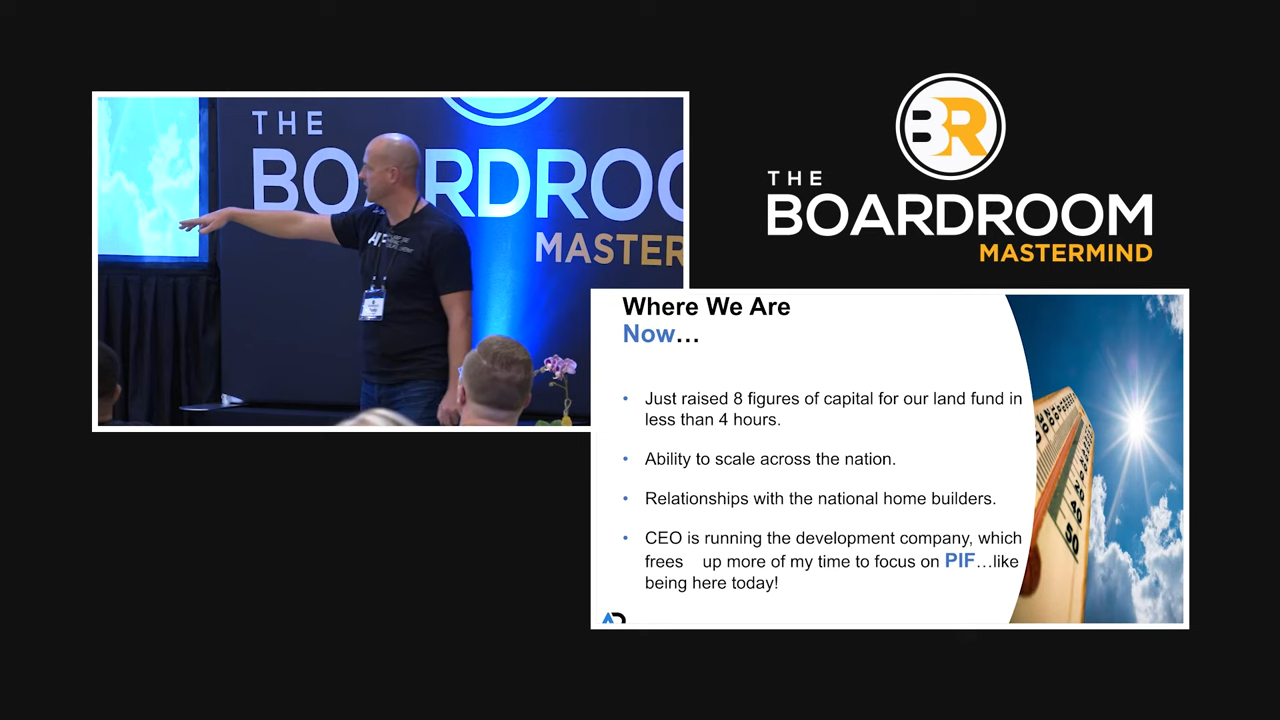 THE
BOARDROO
MASTER
BR
THE
BOARDROOM
MASTERMIND
Where We Are
Now...
• Just raised 8 figures of capital for our land fund in
less than 4 hours.
• Ability to scale across the nation.
• Relationships with the national home builders.
• CEO is running the development company, which
frees up more of my time to focus on PIF...like
being here today!
50